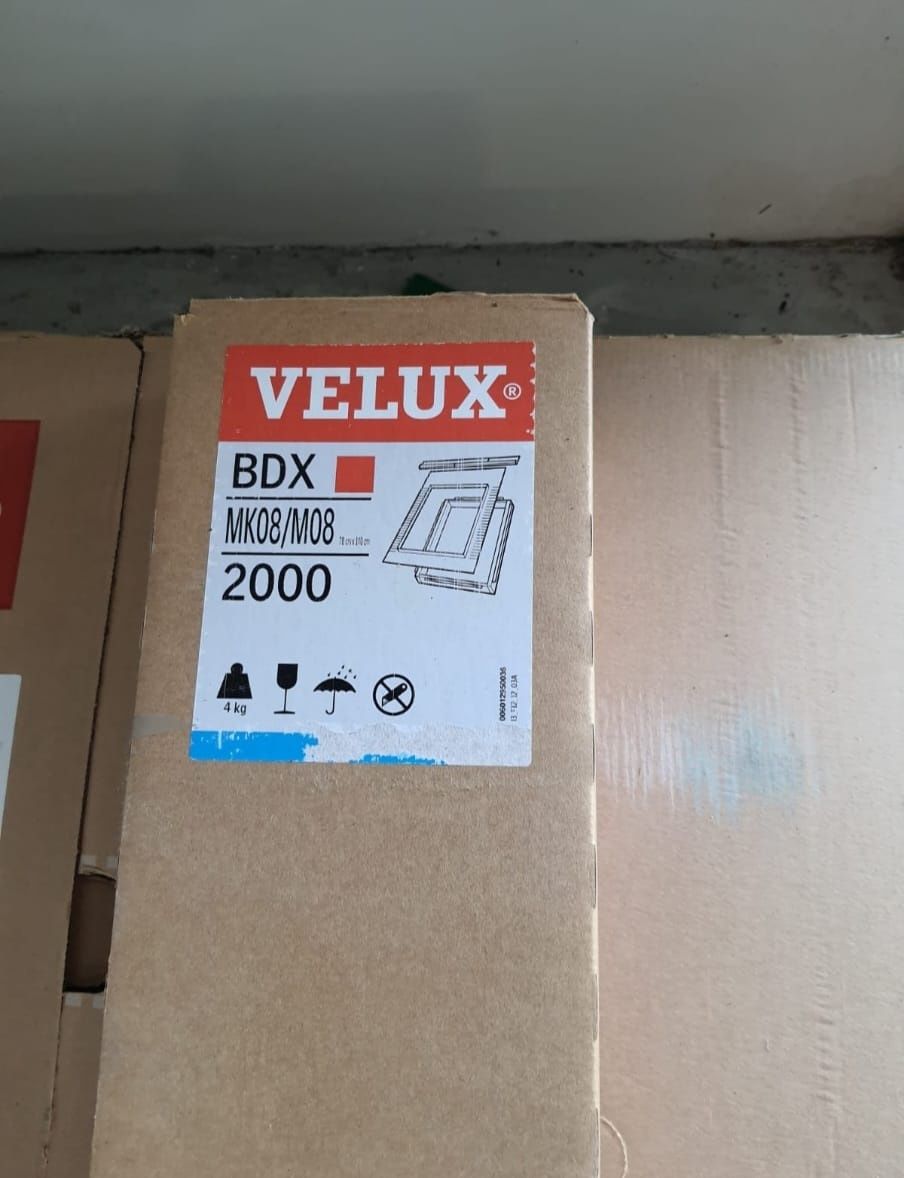 VELUX®
BDX
MK08/M08
2000
4 kg